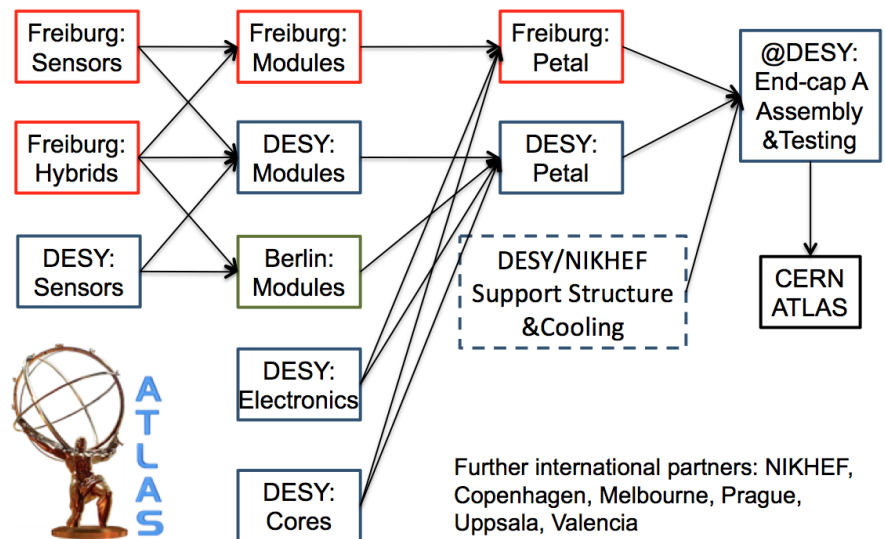 Freiburg:
Sensors
Freiburg:
Modules
Freiburg:
Petal
@DESY:
End-cap A
Assembly
&Testing
Freiburg:
Hybrids
DESY:
Modules
DESY:
Petal
DESY:
Sensors
Berlin:
Modules
DESY/NIKHEF
Support Structure
&Cooling
CERN
ATLAS
DESY:
Electronics
ATLAS
DESY:
Cores
Further international partners: NIKHEF,
Copenhagen, Melbourne, Prague,
Uppsala, Valencia